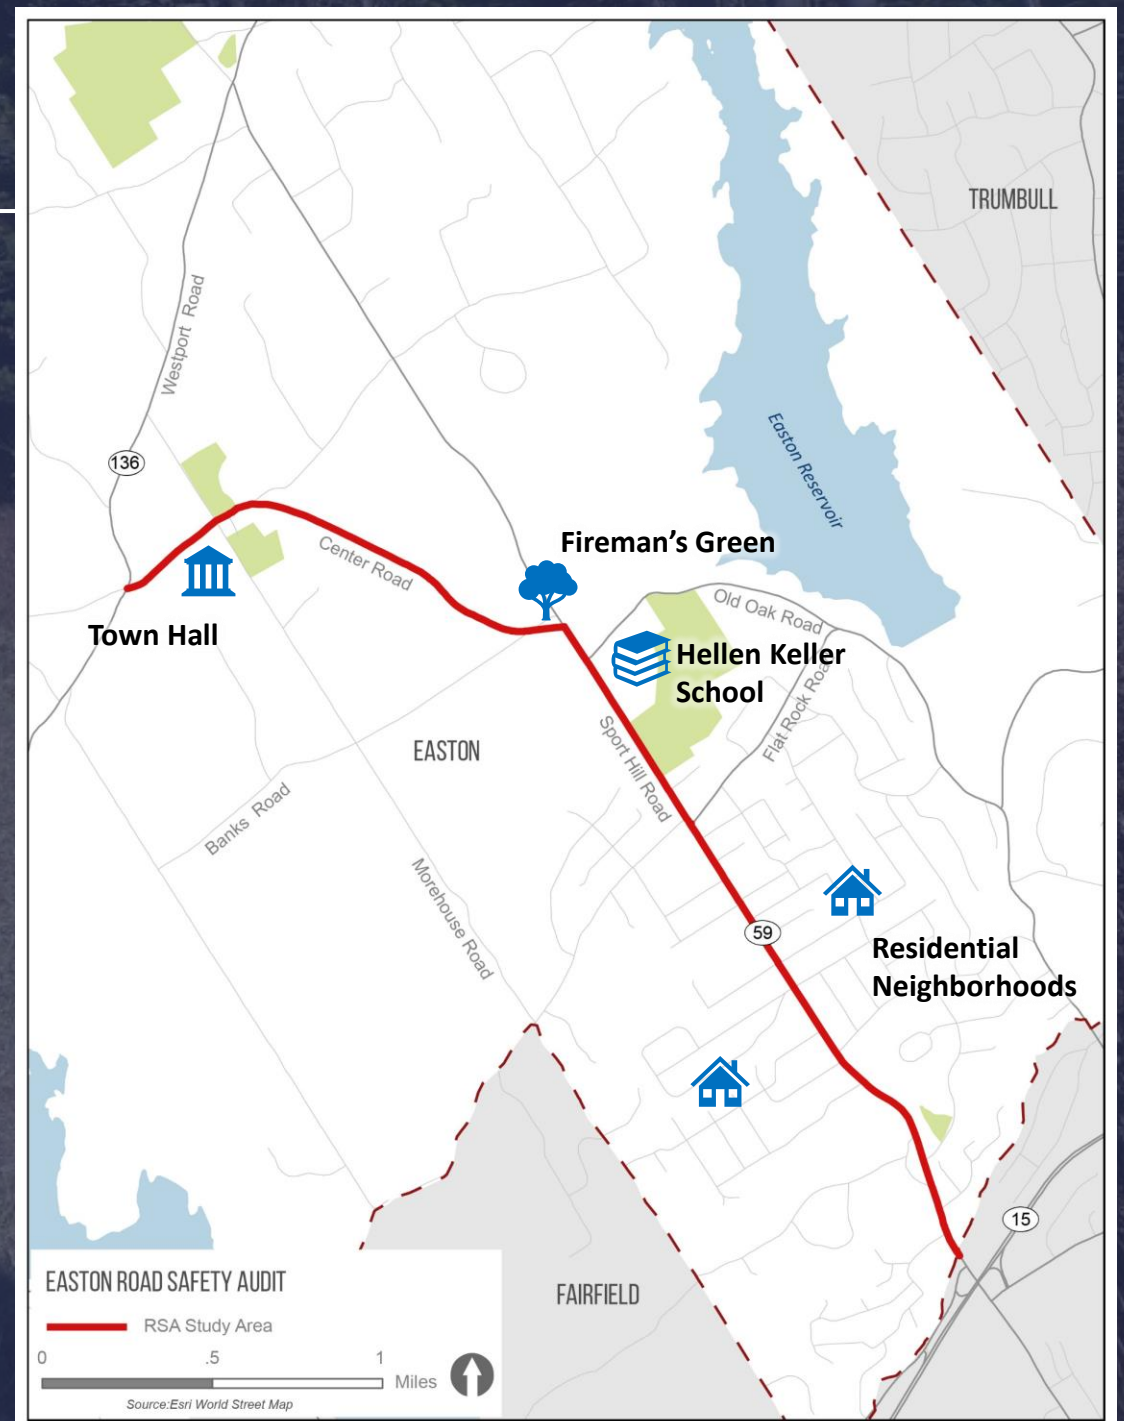 TRUMBULL
Westport Road
136
Easton Reservoir
Center Road
Fireman's Green
Old Oak Road
Town Hall
Hellen Keller
School
Flat Rock Road
Sport Hill Road
EASTON
Banks Road
Morehouse Road
59
Residential
Neighborhoods
15
FAIRFIELD
EASTON ROAD SAFETY AUDIT
RSA Study Area
0 .5 1
Miles
Source:Esri World Street Map